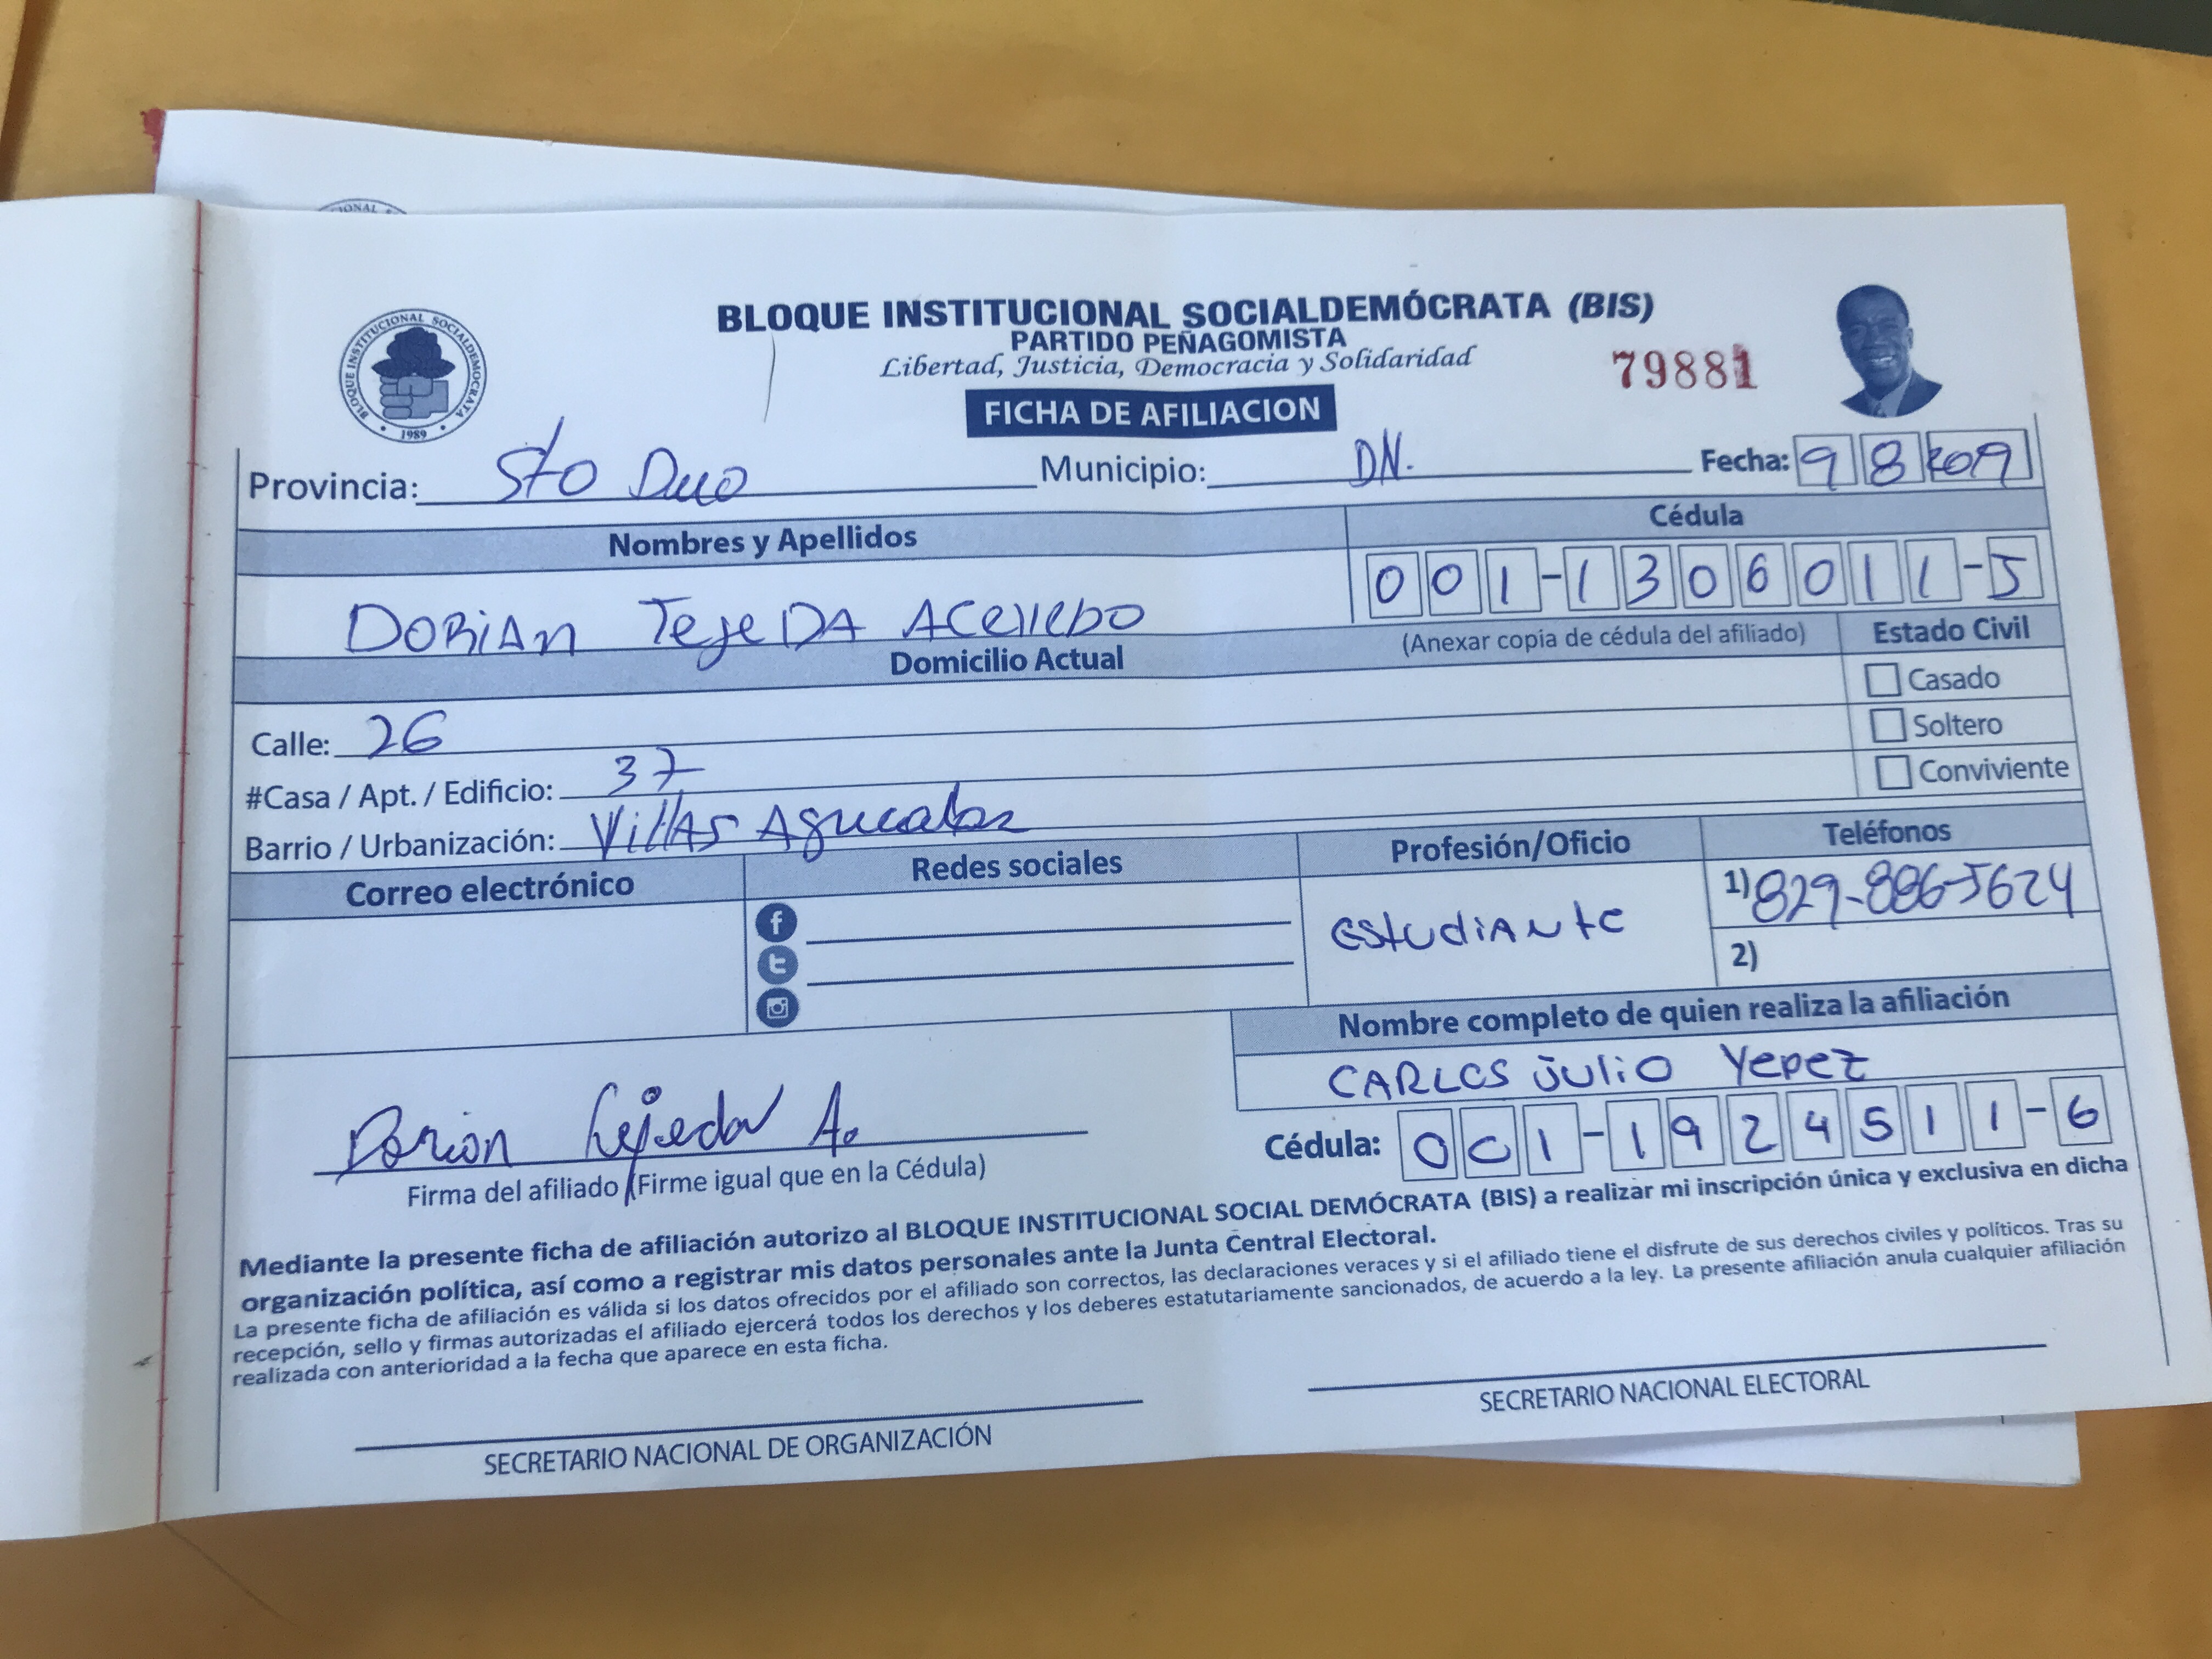 BLOQUE INSTITUCIONAL SOCIALDEMÓCRATA (BIS)
PARTIDO PEÑAGOMISTA
Libertad, Justicia, Democracia y Solidaridad
79881
FICHA DE AFILIACION
BLOQUE INSTITUCIONAL SOCIALDEMOCRATA
1989
Provincia: Sto Dgo Municipio: DN. Fecha: 9 8
Nombres y Apellidos Cédula
DORiAn TejeDA 001-1306011-5
Domicilio Actual (Anexar copia de cédula del afiliado) Estado Civil
Casado
Calle: 26 Soltero
#Casa / Apt. / Edificio: 37 Conviviente
Barrio / Urbanización: VillAS
Correo electrónico Redes sociales Profesión/Oficio Teléfonos
f estudiANte 1) 829-886-5624
t 2)
Nombre completo de quien realiza la afiliación
CARLOS Julio Yepez
Dorian Tejeda A. Cédula: 001-1924511-6
Firma del afiliado (Firme igual que en la Cédula)
Mediante la presente ficha de afiliación autorizo al BLOQUE INSTITUCIONAL SOCIAL DEMÓCRATA (BIS) a realizar mi inscripción única y exclusiva en dicha
organización política, así como a registrar mis datos personales ante la Junta Central Electoral.
La presente ficha de afiliación es válida si los datos ofrecidos por el afiliado son correctos, las declaraciones veraces y si el afiliado tiene el disfrute de sus derechos civiles y políticos. Tras su
recepción, sello y firmas autorizadas el afiliado ejercerá todos los derechos y los deberes estatutariamente sancionados, de acuerdo a la ley. La presente afiliación anula cualquier afiliación
realizada con anterioridad a la fecha que aparece en esta ficha.
SECRETARIO NACIONAL DE ORGANIZACIÓN SECRETARIO NACIONAL ELECTORAL